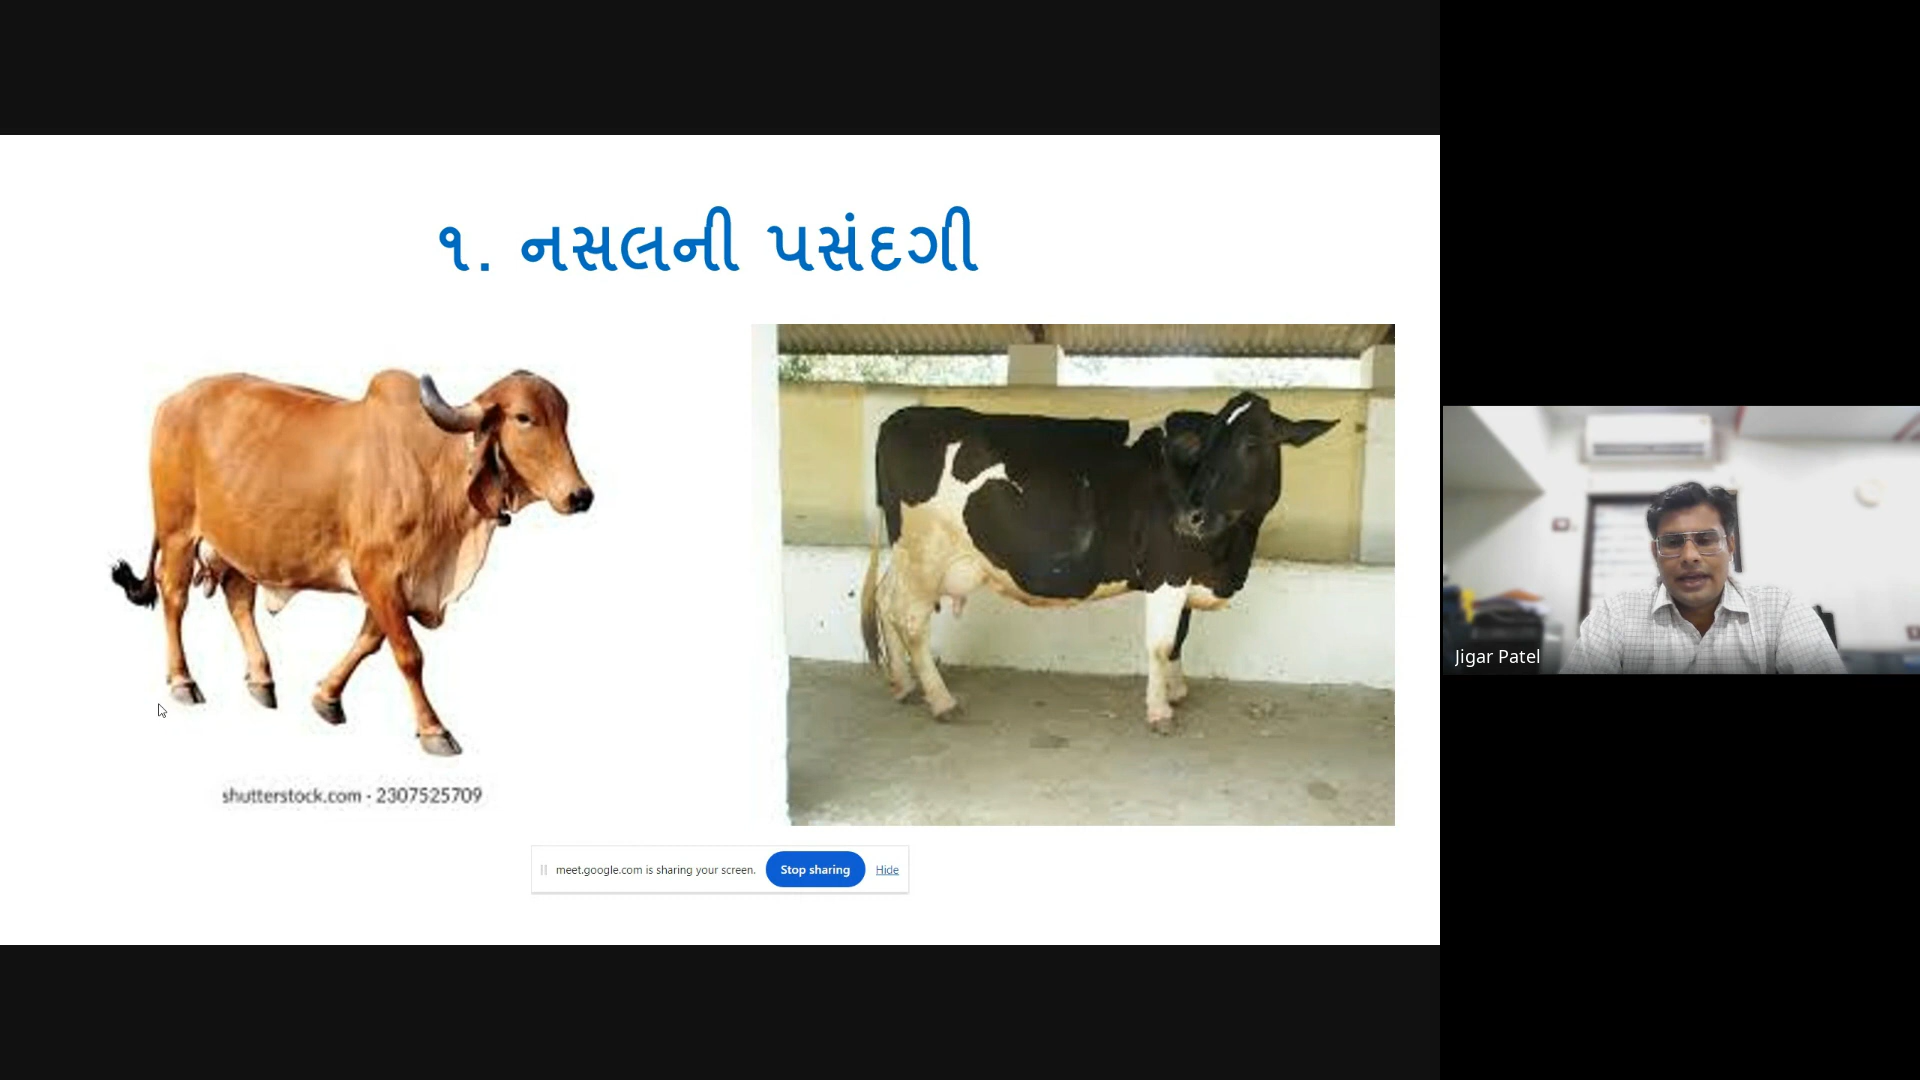 ૧. નસલની પસંદગી
shutterstock.com · 2307525709
meet.google.com is sharing your screen. Stop sharing Hide
Jigar Patel